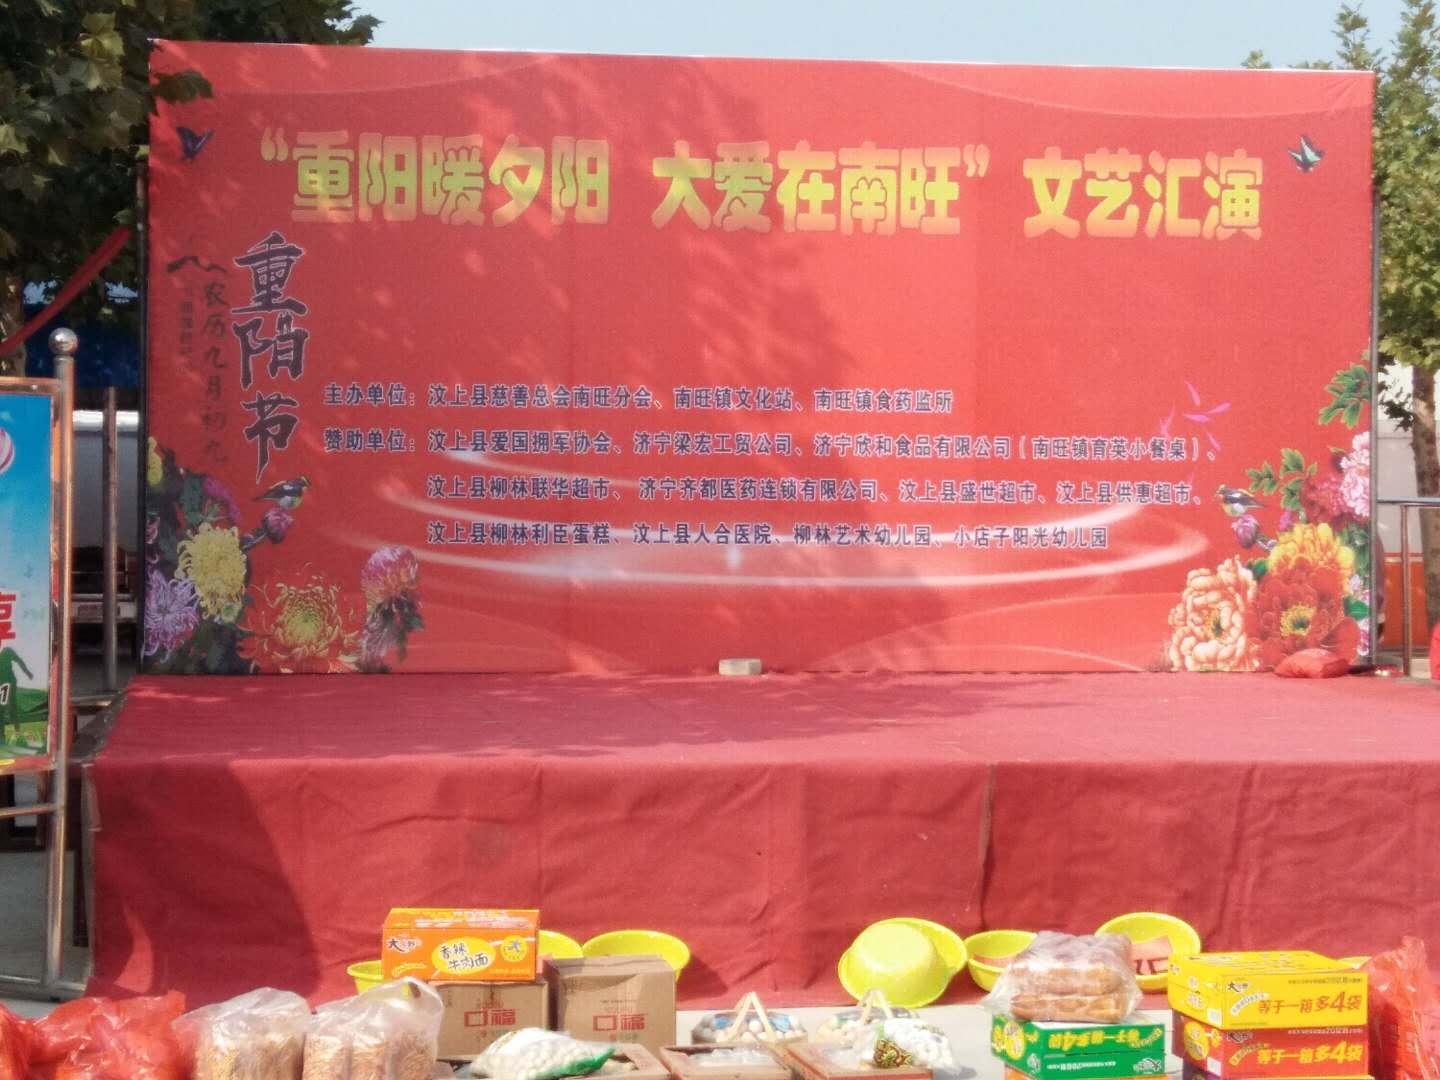 “重阳暖夕阳 大爱在南旺”文艺汇演
重阳节
农历九月初九
主办单位：汶上县慈善总会南旺分会、南旺镇文化站、南旺镇食药监所
赞助单位：汶上县爱国拥军协会、济宁梁宏工贸公司、济宁欣和食品有限公司（南旺镇育英小餐桌）、
汶上县柳林联华超市、济宁齐都医药连锁有限公司、汶上县盛世超市、汶上县供惠超市、
汶上县柳林利臣蛋糕、汶上县人合医院、柳林艺术幼儿园、小店子阳光幼儿园
香辣
牛肉面
口福
口福
多4袋
等于一箱多4袋
等于一箱多4袋